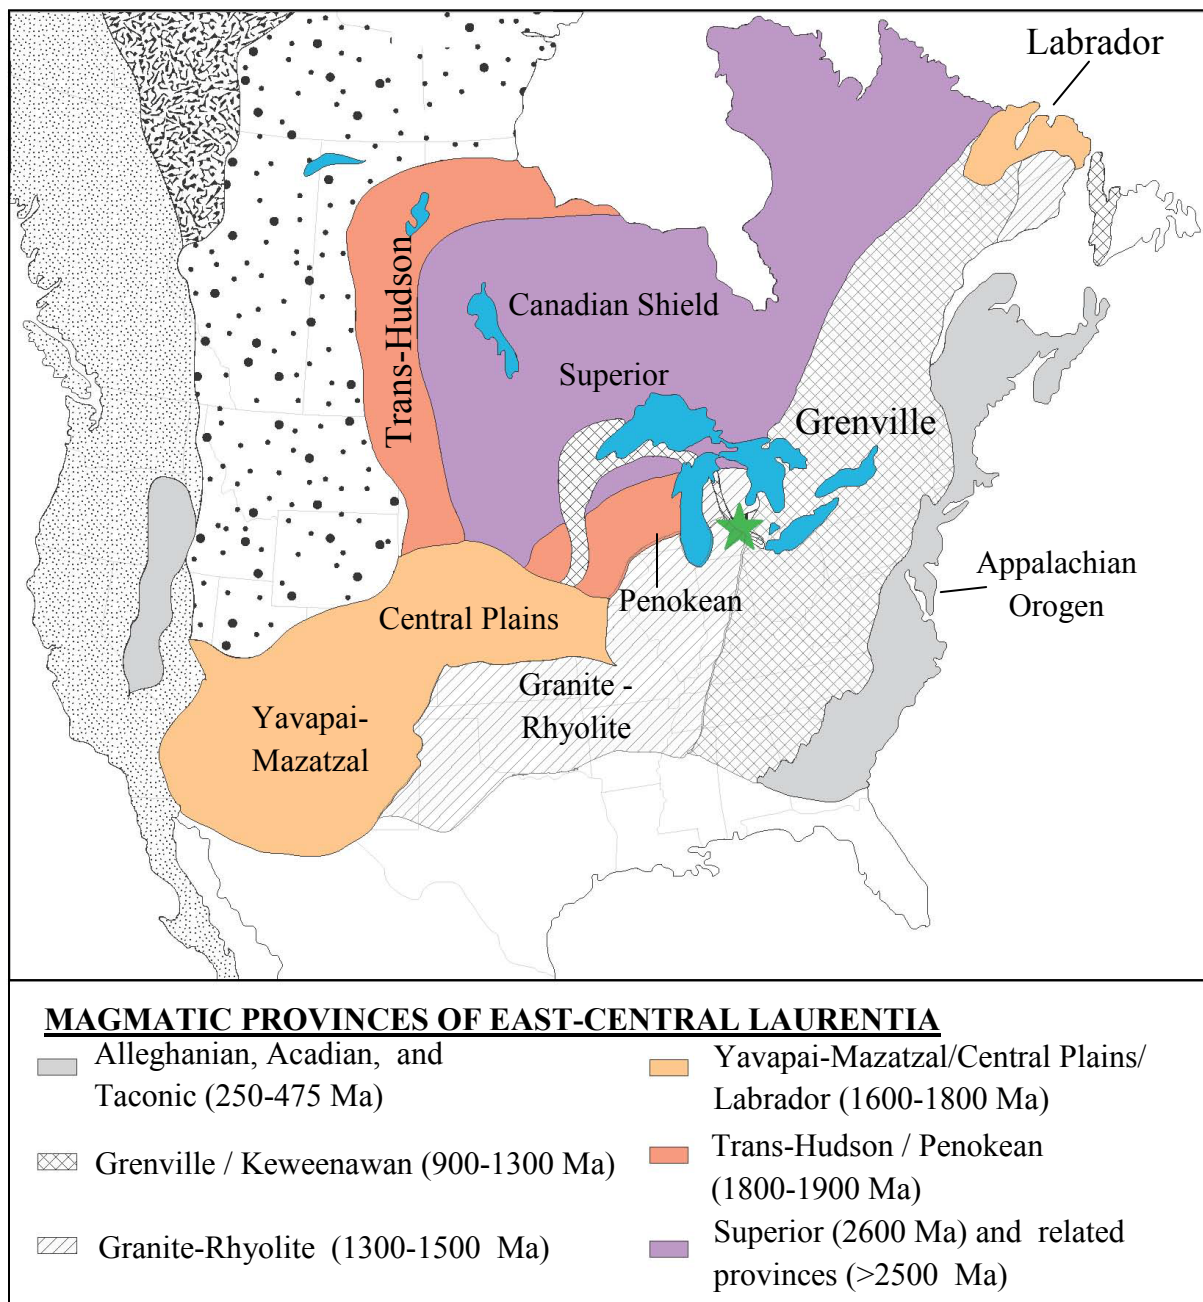 Labrador
Trans-Hudson
Canadian Shield
Superior
Grenville
Appalachian
Orogen
Penokean
Central Plains
Granite -
Rhyolite
Yavapai-
Mazatzal
MAGMATIC PROVINCES OF EAST-CENTRAL LAURENTIA
Alleghanian, Acadian, and
Taconic (250-475 Ma)
Grenville / Keweenawan (900-1300 Ma)
Granite-Rhyolite (1300-1500 Ma)
Yavapai-Mazatzal/Central Plains/
Labrador (1600-1800 Ma)
Trans-Hudson / Penokean
(1800-1900 Ma)
Superior (2600 Ma) and related
provinces (>2500 Ma)